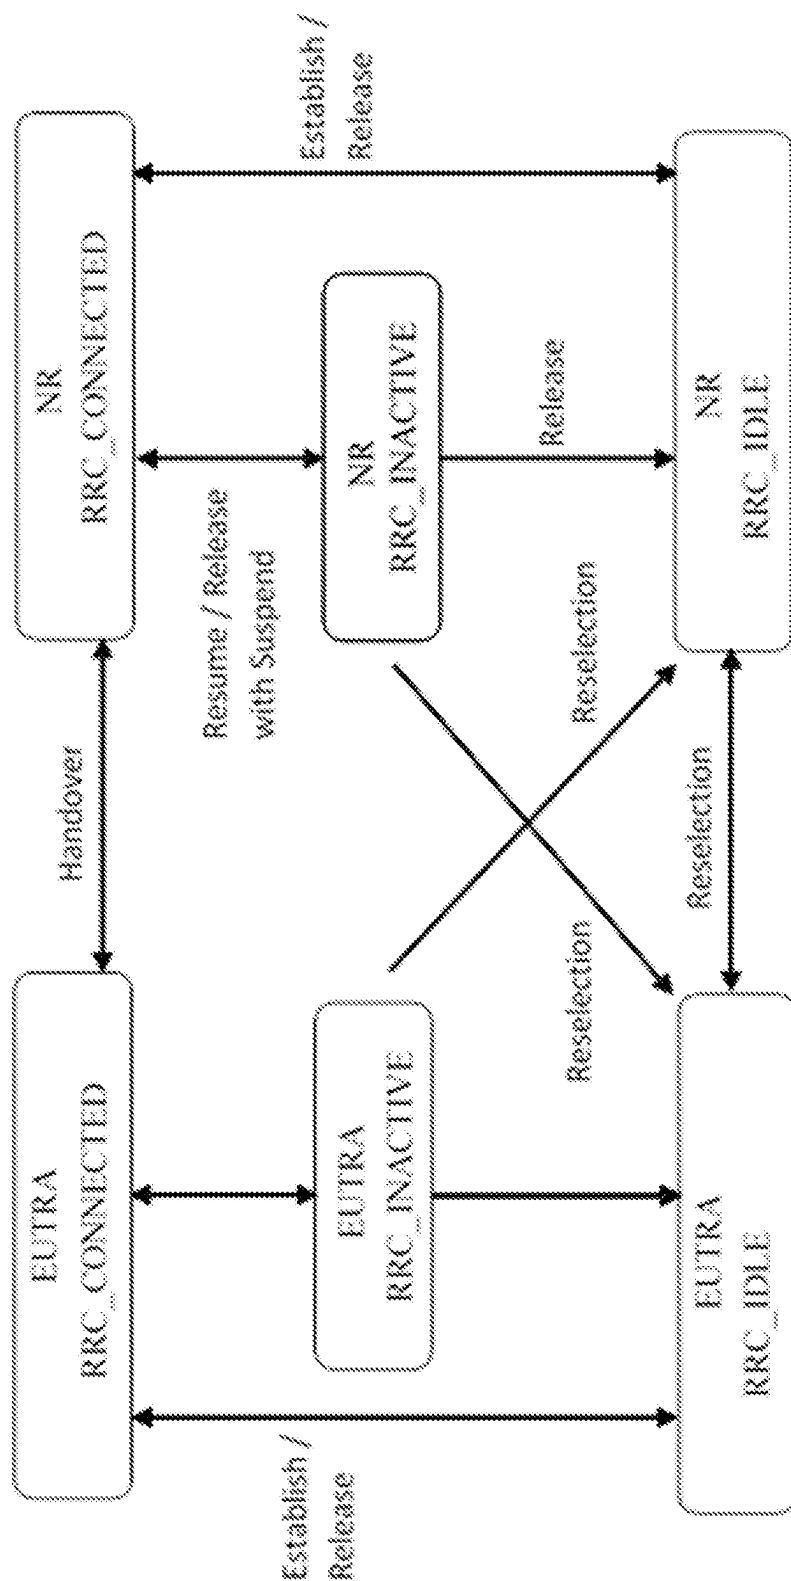 EUTRA
RRC_CONNECTED
Handover
NR
RRC_CONNECTED
Establish /
Release
Resume / Release
with Suspend
Establish /
Release
EUTRA
RRC_INACTIVE
NR
RRC_INACTIVE
Reselection
Reselection
Release
EUTRA
RRC_IDLE
Reselection
NR
RRC_IDLE